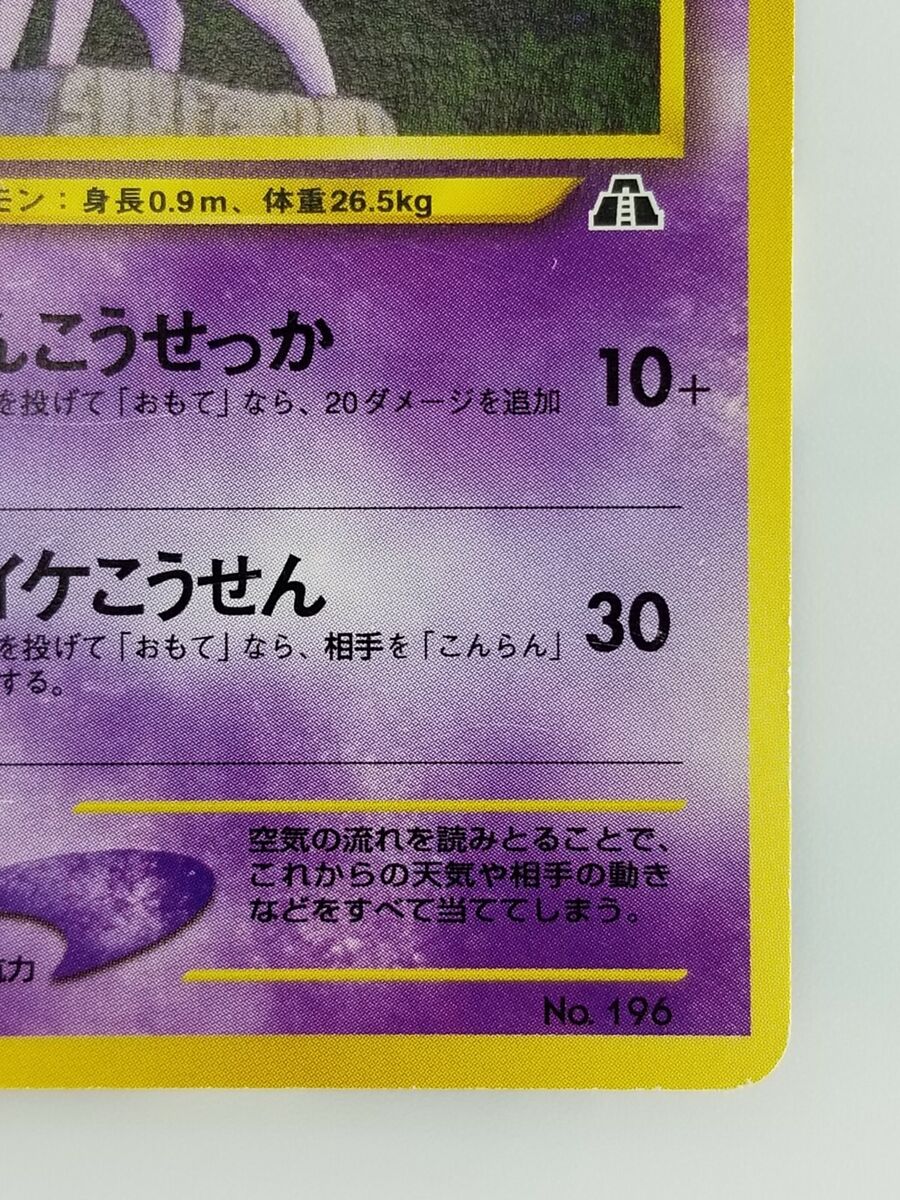 モン：身長0.9m、体重26.5kg
んこうせっか
10+
を投げて「おもて」なら、20ダメージを追加
イケこうせん
30
を投げて「おもて」なら、相手を「こんらん」
する。
空気の流れを読みとることで、
これからの天気や相手の動き
などをすべて当ててしまう。
力
No. 196